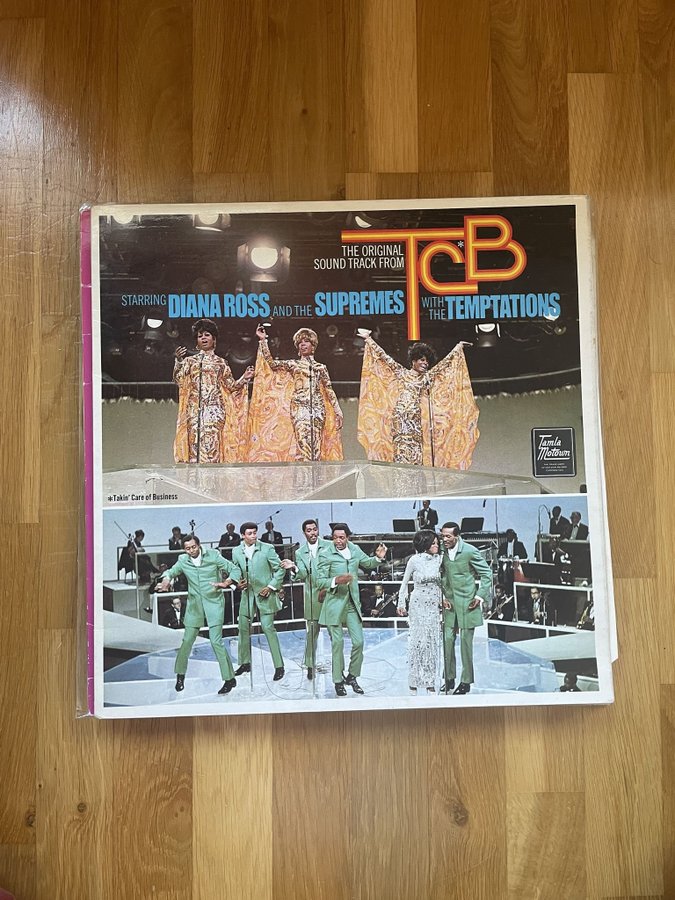 THE ORIGINAL
SOUND TRACK FROM
TC*B
STARRING DIANA ROSS AND THE SUPREMES WITH THE TEMPTATIONS
Tamla
Motown
*Takin' Care of Business